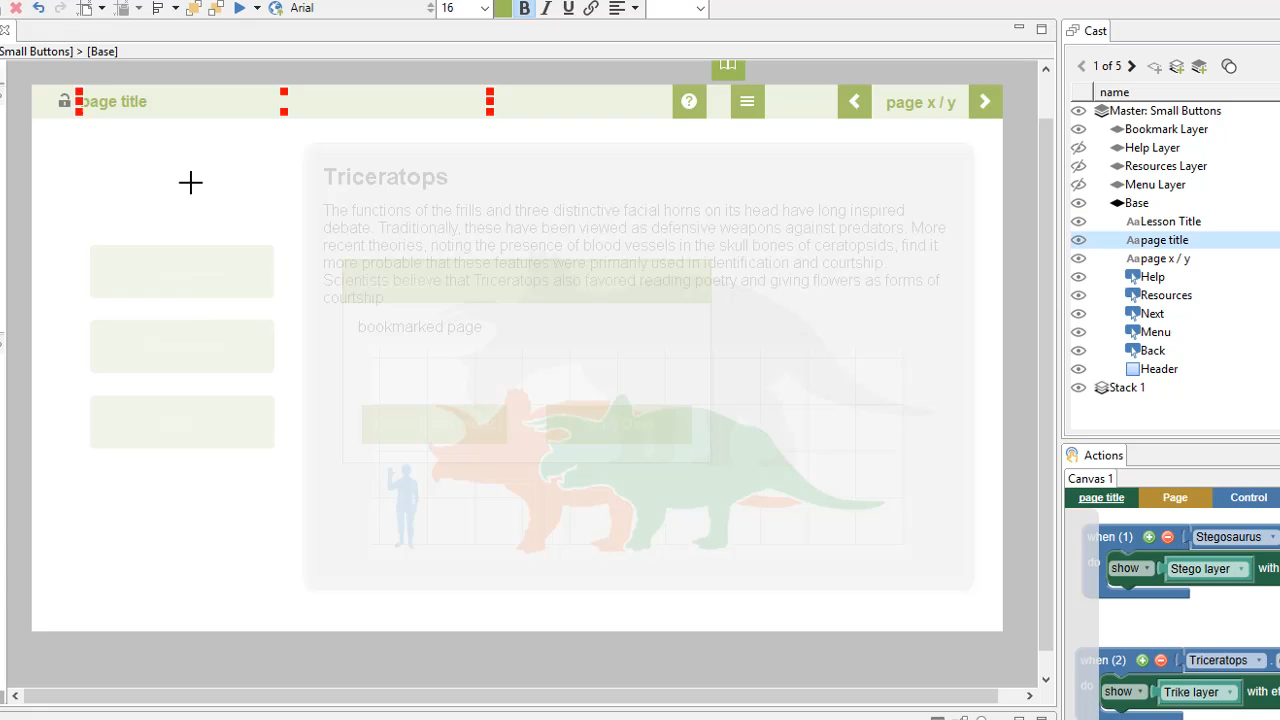 Arial
16
B I U
Small Buttons] > [Base]
page title
?
page x / y
Triceratops
The functions of the frills and three distinctive facial horns on its head have long inspired
debate. Traditionally, these have been viewed as defensive weapons against predators. More
recent theories, noting the presence of blood vessels in the skull bones of ceratopsids, find it
more probable that these features were primarily used in identification and courtship.
Scientists believe that Triceratops also favored reading poetry and giving flowers as forms of
courtship.
bookmarked page
Cast
1 of 5
name
Master: Small Buttons
Bookmark Layer
Help Layer
Resources Layer
Menu Layer
Base
Aa Lesson Title
Aa page title
Aa page x / y
Help
Resources
Next
Menu
Back
Header
Stack 1
Actions
Canvas 1
page title
Page
Control
when (1)
Stegosaurus
do
show
Stego layer
with
when (2)
Triceratops
do
show
Trike layer
with ef